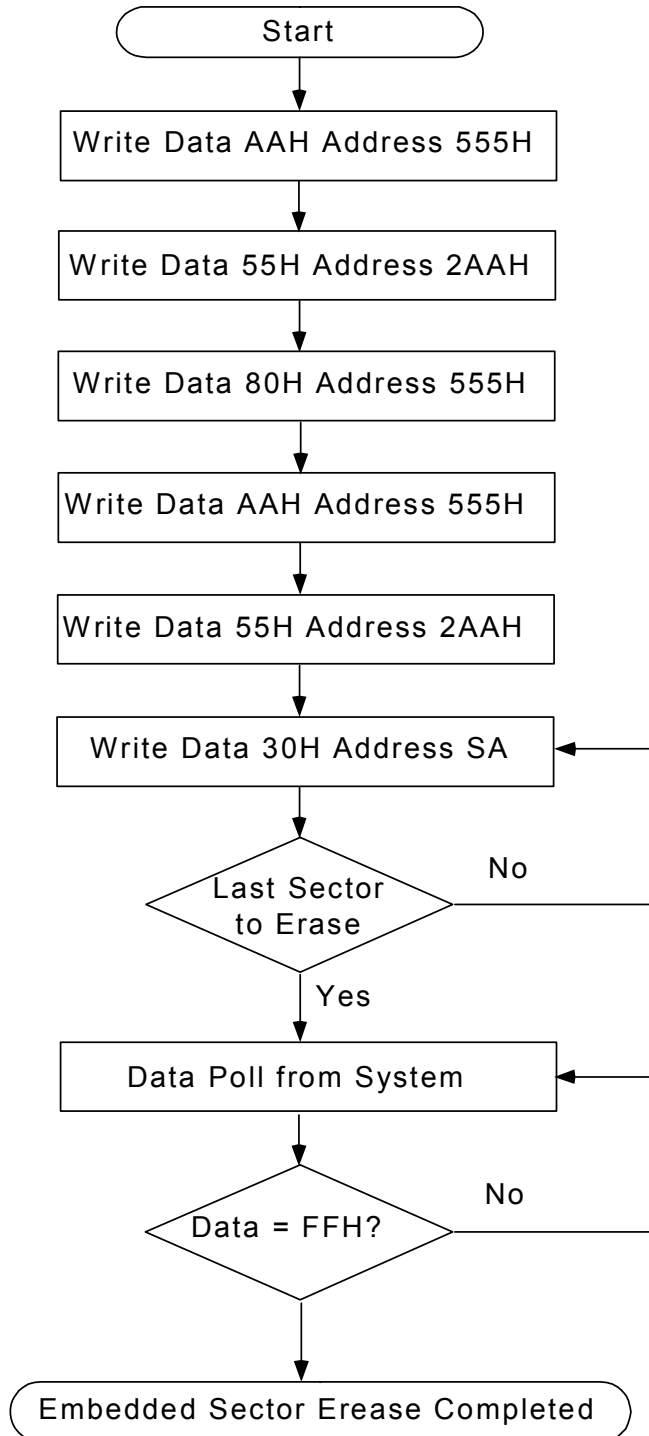 Start
Write Data AAH Address 555H
Write Data 55H Address 2AAH
Write Data 80H Address 555H
Write Data AAH Address 555H
Write Data 55H Address 2AAH
Write Data 30H Address SA
No
Last Sector
to Erase
Yes
Data Poll from System
No
Data = FFH?
Embedded Sector Erease Completed